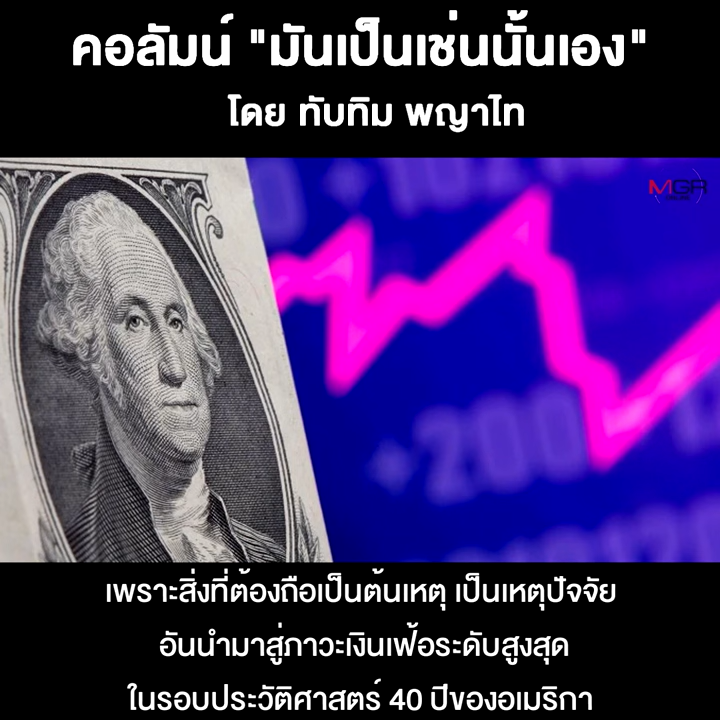 คอลัมน์ "มันเป็นเช่นนั้นเอง"
โดย ทับทิม พญาไท
MGR
+200
เพราะสิ่งที่ต้องถือเป็นต้นเหตุ เป็นเหตุปัจจัย
อันนำมาสู่ภาวะเงินเฟ้อระดับสูงสุด
ในรอบประวัติศาสตร์ 40 ปีของอเมริกา